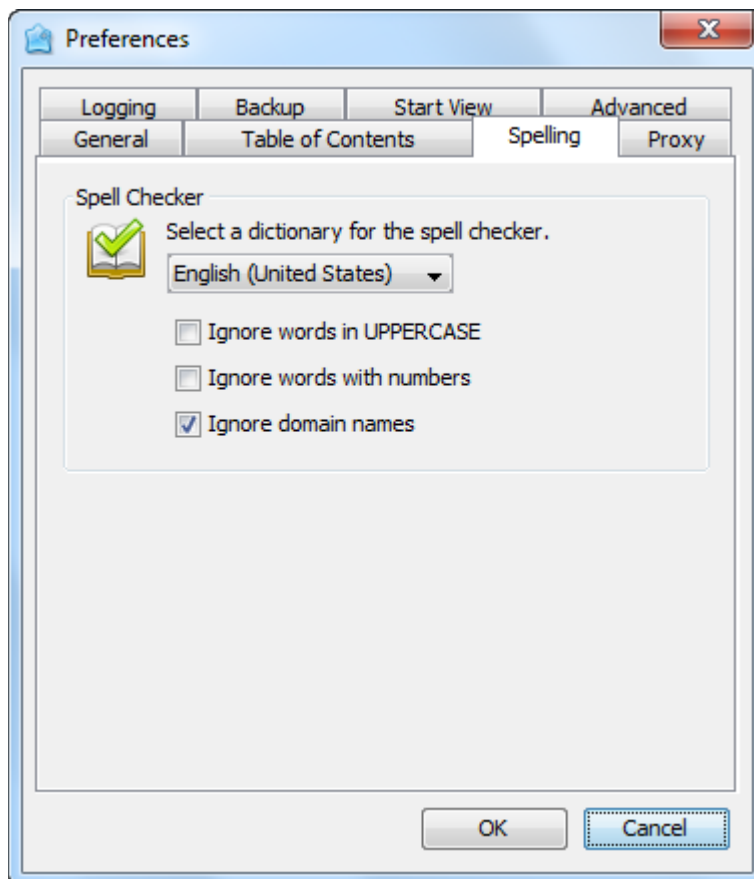 Preferences
Logging Backup Start View Advanced
General Table of Contents Spelling Proxy
Spell Checker
Select a dictionary for the spell checker.
English (United States)
Ignore words in UPPERCASE
Ignore words with numbers
Ignore domain names
OK Cancel